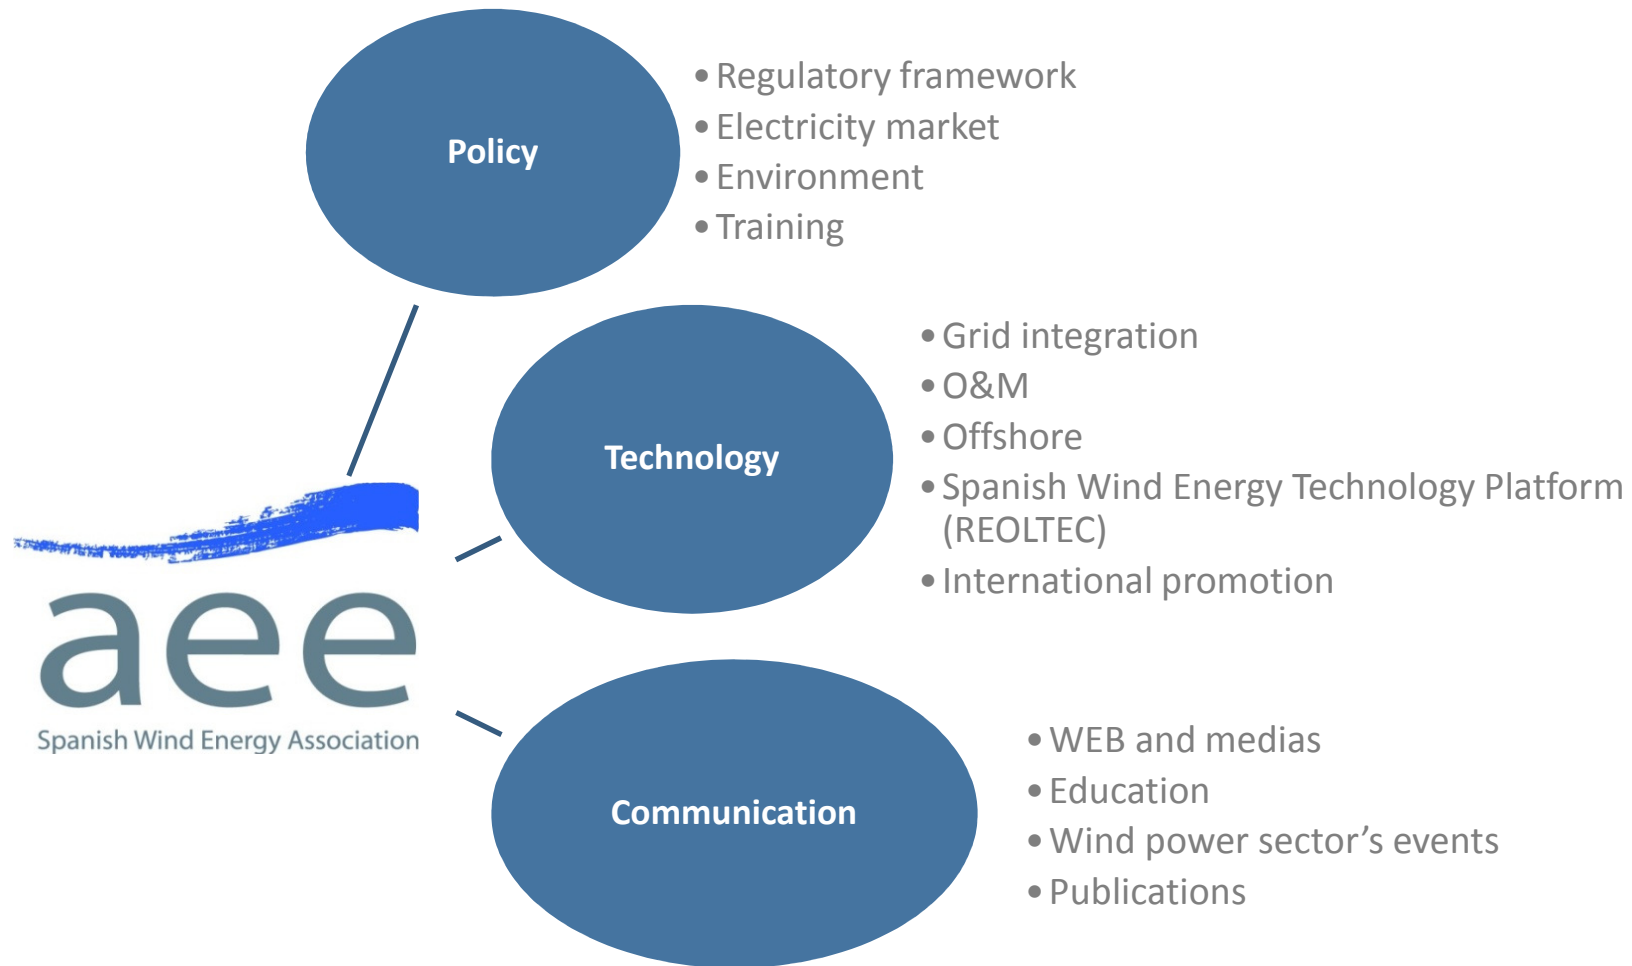 Policy
• Regulatory framework
• Electricity market
• Environment
• Training
Technology
• Grid integration
• O&M
• Offshore
• Spanish Wind Energy Technology Platform
(REOLTEC)
• International promotion
aee
Spanish Wind Energy Association
Communication
• WEB and medias
• Education
• Wind power sector’s events
• Publications